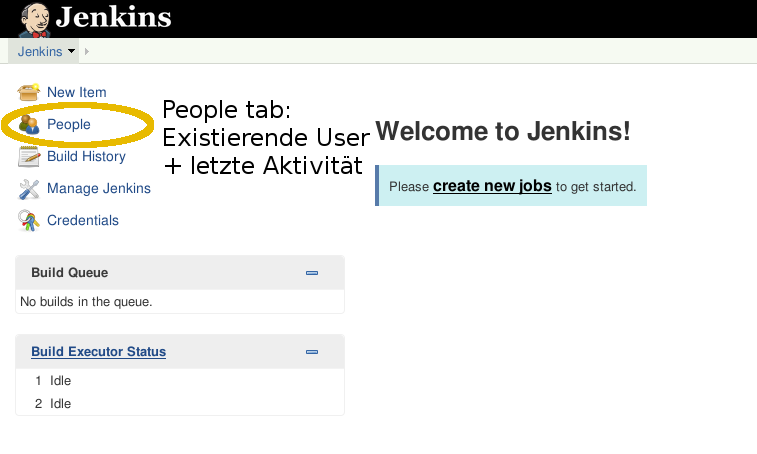 Jenkins
Jenkins
New Item
People
Build History
Manage Jenkins
Credentials
People tab:
Existierende User
+ letzte Aktivität
Welcome to Jenkins!
Please create new jobs to get started.
Build Queue
No builds in the queue.
Build Executor Status
1 Idle
2 Idle